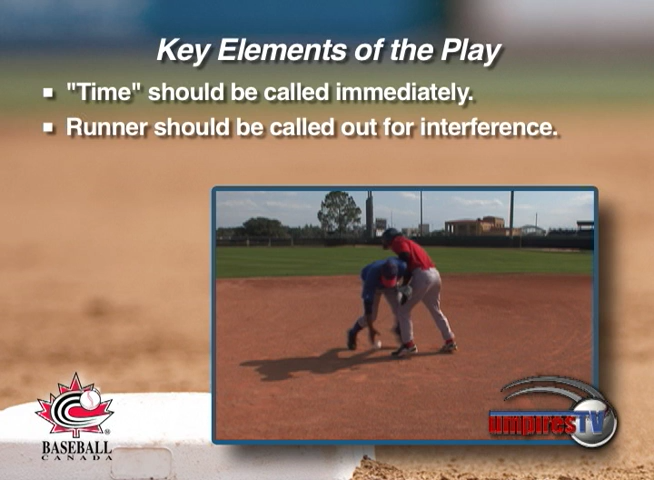 Key Elements of the Play
"Time" should be called immediately.
Runner should be called out for interference.
BASEBALL
CANADA
umpiresTV